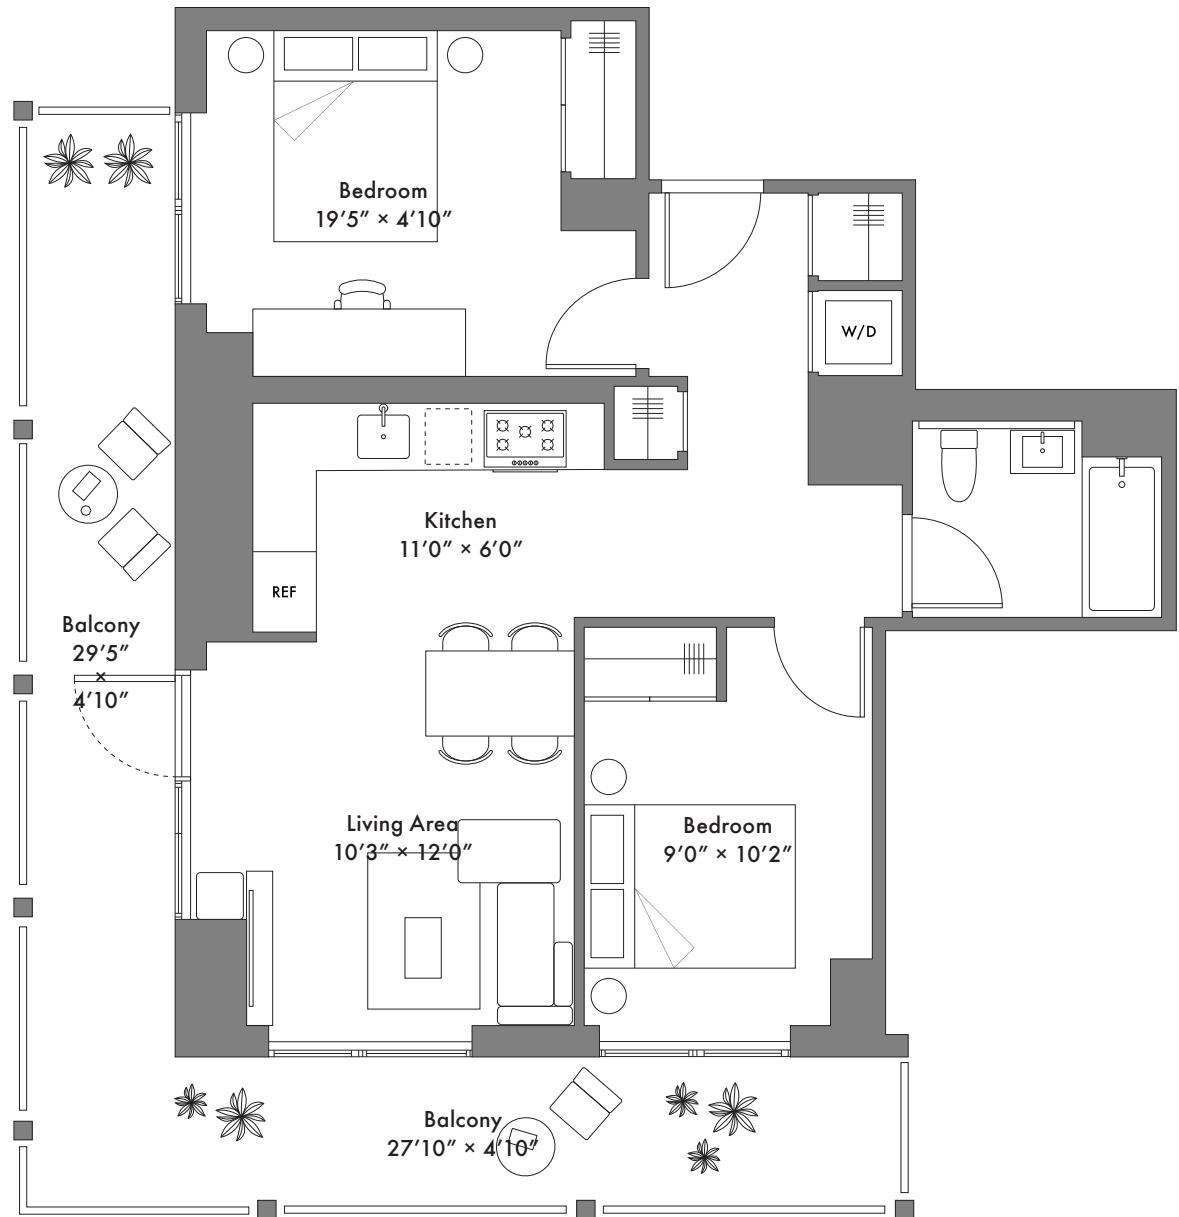 Bedroom
19’5” × 4’10”
W/D
Kitchen
11’0” × 6’0”
REF
Balcony
29’5”
×
4’10”
Living Area
10’3” × 12’0”
Bedroom
9’0” × 10’2”
Balcony
27’10” × 4’10”